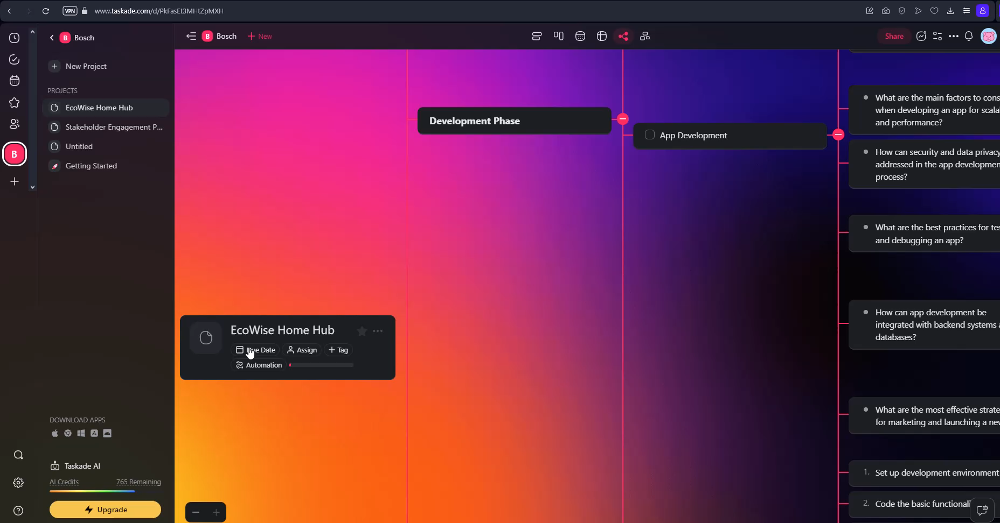 VPN www.taskade.com/d/PkFasEt3MHtZpMXH
B Bosch
New Project
PROJECTS
EcoWise Home Hub
Stakeholder Engagement P...
Untitled
Getting Started
B
DOWNLOAD APPS
Taskade AI
AI Credits 765 Remaining
Upgrade
B Bosch + New
Share
Development Phase
App Development
EcoWise Home Hub
Due Date Assign + Tag
Automation
What are the main factors to cons
when developing an app for scala
and performance?
How can security and data privacy
addressed in the app developmen
process?
What are the best practices for tes
and debugging an app?
How can app development be
integrated with backend systems a
databases?
What are the most effective strate
for marketing and launching a new
1. Set up development environment
2. Code the basic functionali